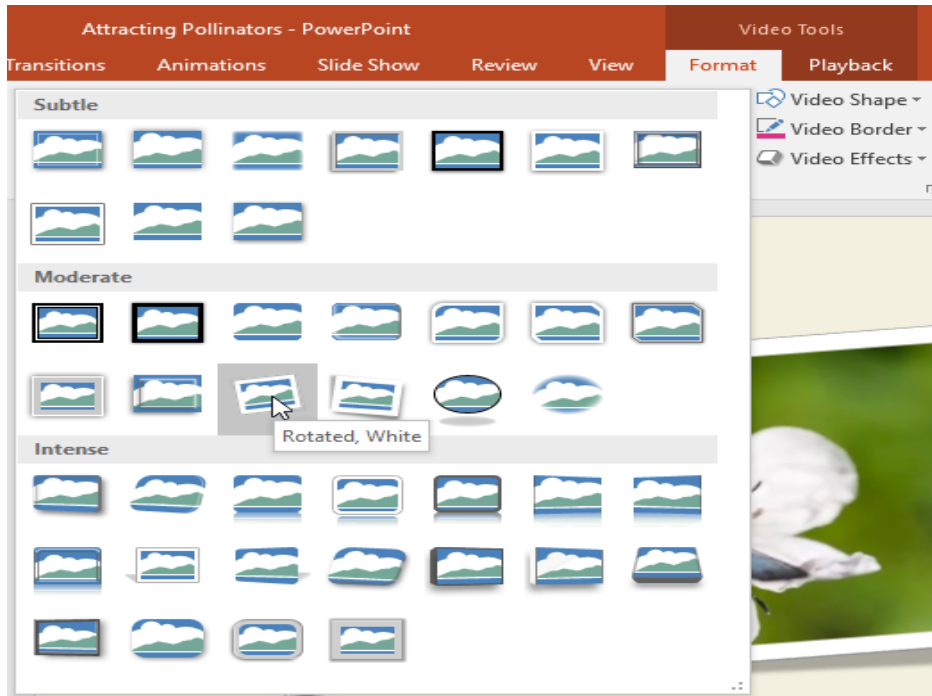 Attracting Pollinators - PowerPoint
Video Tools
Transitions Animations Slide Show Review View Format Playback
Subtle
Video Shape
Video Border
Video Effects
Moderate
Rotated, White
Intense